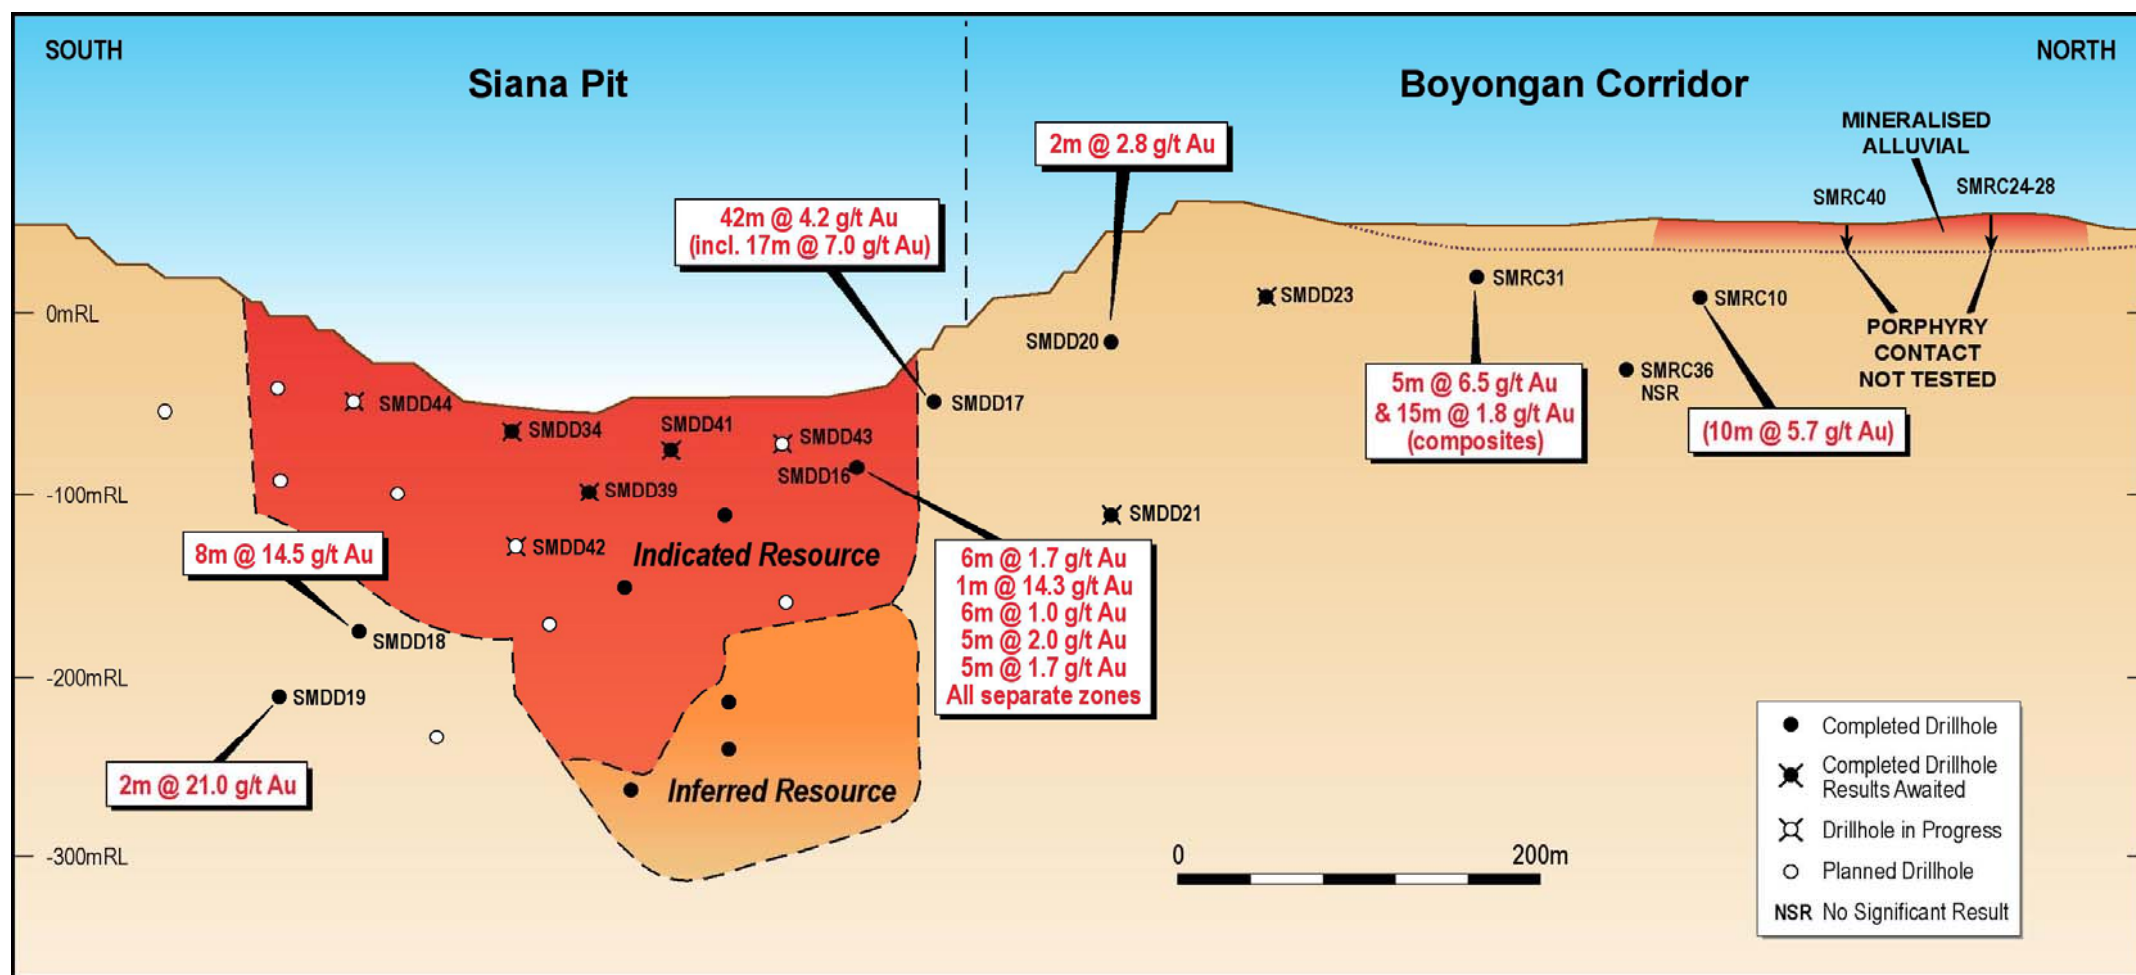 SOUTH
NORTH
Siana Pit
Boyongan Corridor
MINERALISED
ALLUVIAL
2m @ 2.8 g/t Au
SMRC40
SMRC24-28
42m @ 4.2 g/t Au
(incl. 17m @ 7.0 g/t Au)
0mRL
SMDD23
SMRC31
SMRC10
SMDD20
PORPHYRY
CONTACT
NOT TESTED
SMRC36
NSR
5m @ 6.5 g/t Au
& 15m @ 1.8 g/t Au
(composites)
(10m @ 5.7 g/t Au)
SMDD44
SMDD17
SMDD34
SMDD41
SMDD43
SMDD16
SMDD39
-100mRL
SMDD21
SMDD42
Indicated Resource
8m @ 14.5 g/t Au
6m @ 1.7 g/t Au
1m @ 14.3 g/t Au
6m @ 1.0 g/t Au
5m @ 2.0 g/t Au
5m @ 1.7 g/t Au
All separate zones
SMDD18
-200mRL
SMDD19
2m @ 21.0 g/t Au
Inferred Resource
-300mRL
0
200m
Completed Drillhole
Completed Drillhole
Results Awaited
Drillhole in Progress
Planned Drillhole
NSR No Significant Result